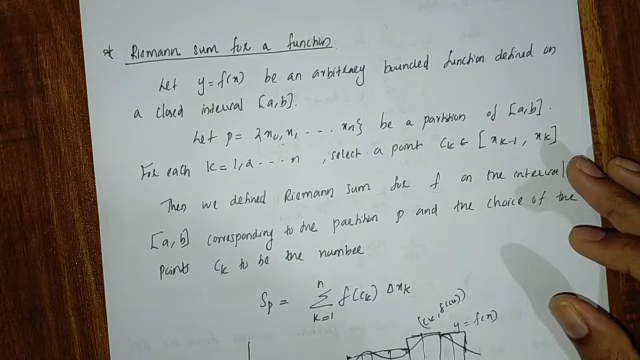 * Riemann sum for a function.
Let y = f(x) be an arbitrary bounded function defined on
a closed interval [a,b].
Let p = {x0, x1 ..... xn} be a partition of [a,b].
For each k = 1, 2 ..... n , select a point ck ∈ [xk-1, xk]
Then we defined Riemann sum for f on the interval
[a,b] corresponding to the partition p and the choice of the
points ck to be the number
Sp = ∑ k=1 n f(ck) Δxk
(ck, f(ck))
y = f(x)